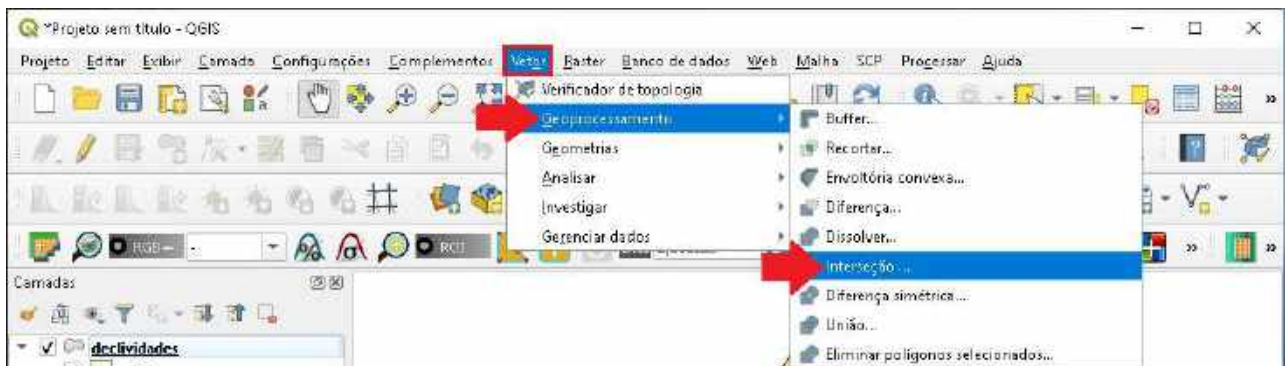 *Projeto sem título - QGIS
Projeto Editar Exibir Camada Configurações Complementos Vetor Raster Banco de dados Web Malha SCP Processar Ajuda
Verificador de topologia
Geoprocessamento
Geometrias
Analisar
Investigar
Gerenciar dados
Buffer...
Recortar...
Envoltória convexa...
Diferença...
Dissolver...
Interseção ...
Diferença simétrica ...
União...
Eliminar polígonos selecionados...
RGB=
-
RGB
Camadas
declividades